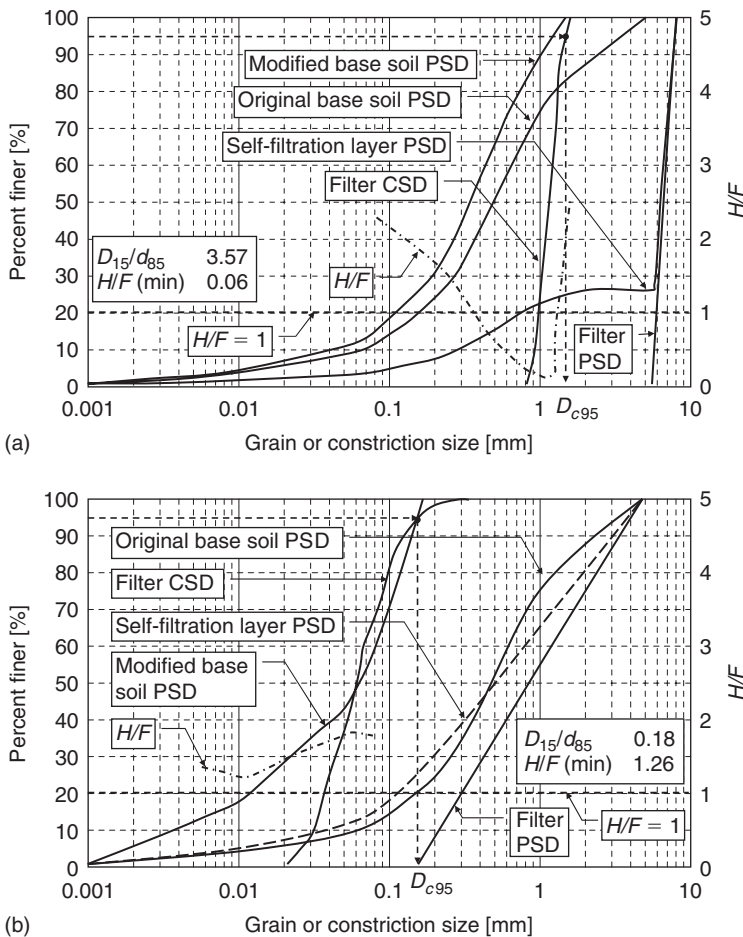 100
90
80
70
60
50
40
30
20
10
0
Percent finer [%]
Modified base soil PSD
Original base soil PSD
Self-filtration layer PSD
Filter CSD
D15/d85 3.57
H/F (min) 0.06
H/F
H/F = 1
Filter
PSD
5
4
3
2
1
0
H/F
0.001
0.01
0.1
1
10
Dc95
(a)
Grain or constriction size [mm]
100
90
80
70
60
50
40
30
20
10
0
Percent finer [%]
Original base soil PSD
Filter CSD
Self-filtration layer PSD
Modified base
soil PSD
H/F
D15/d85 0.18
H/F (min) 1.26
Filter
PSD
H/F = 1
5
4
3
2
1
0
H/F
0.001
0.01
0.1
Dc95
1
10
(b)
Grain or constriction size [mm]